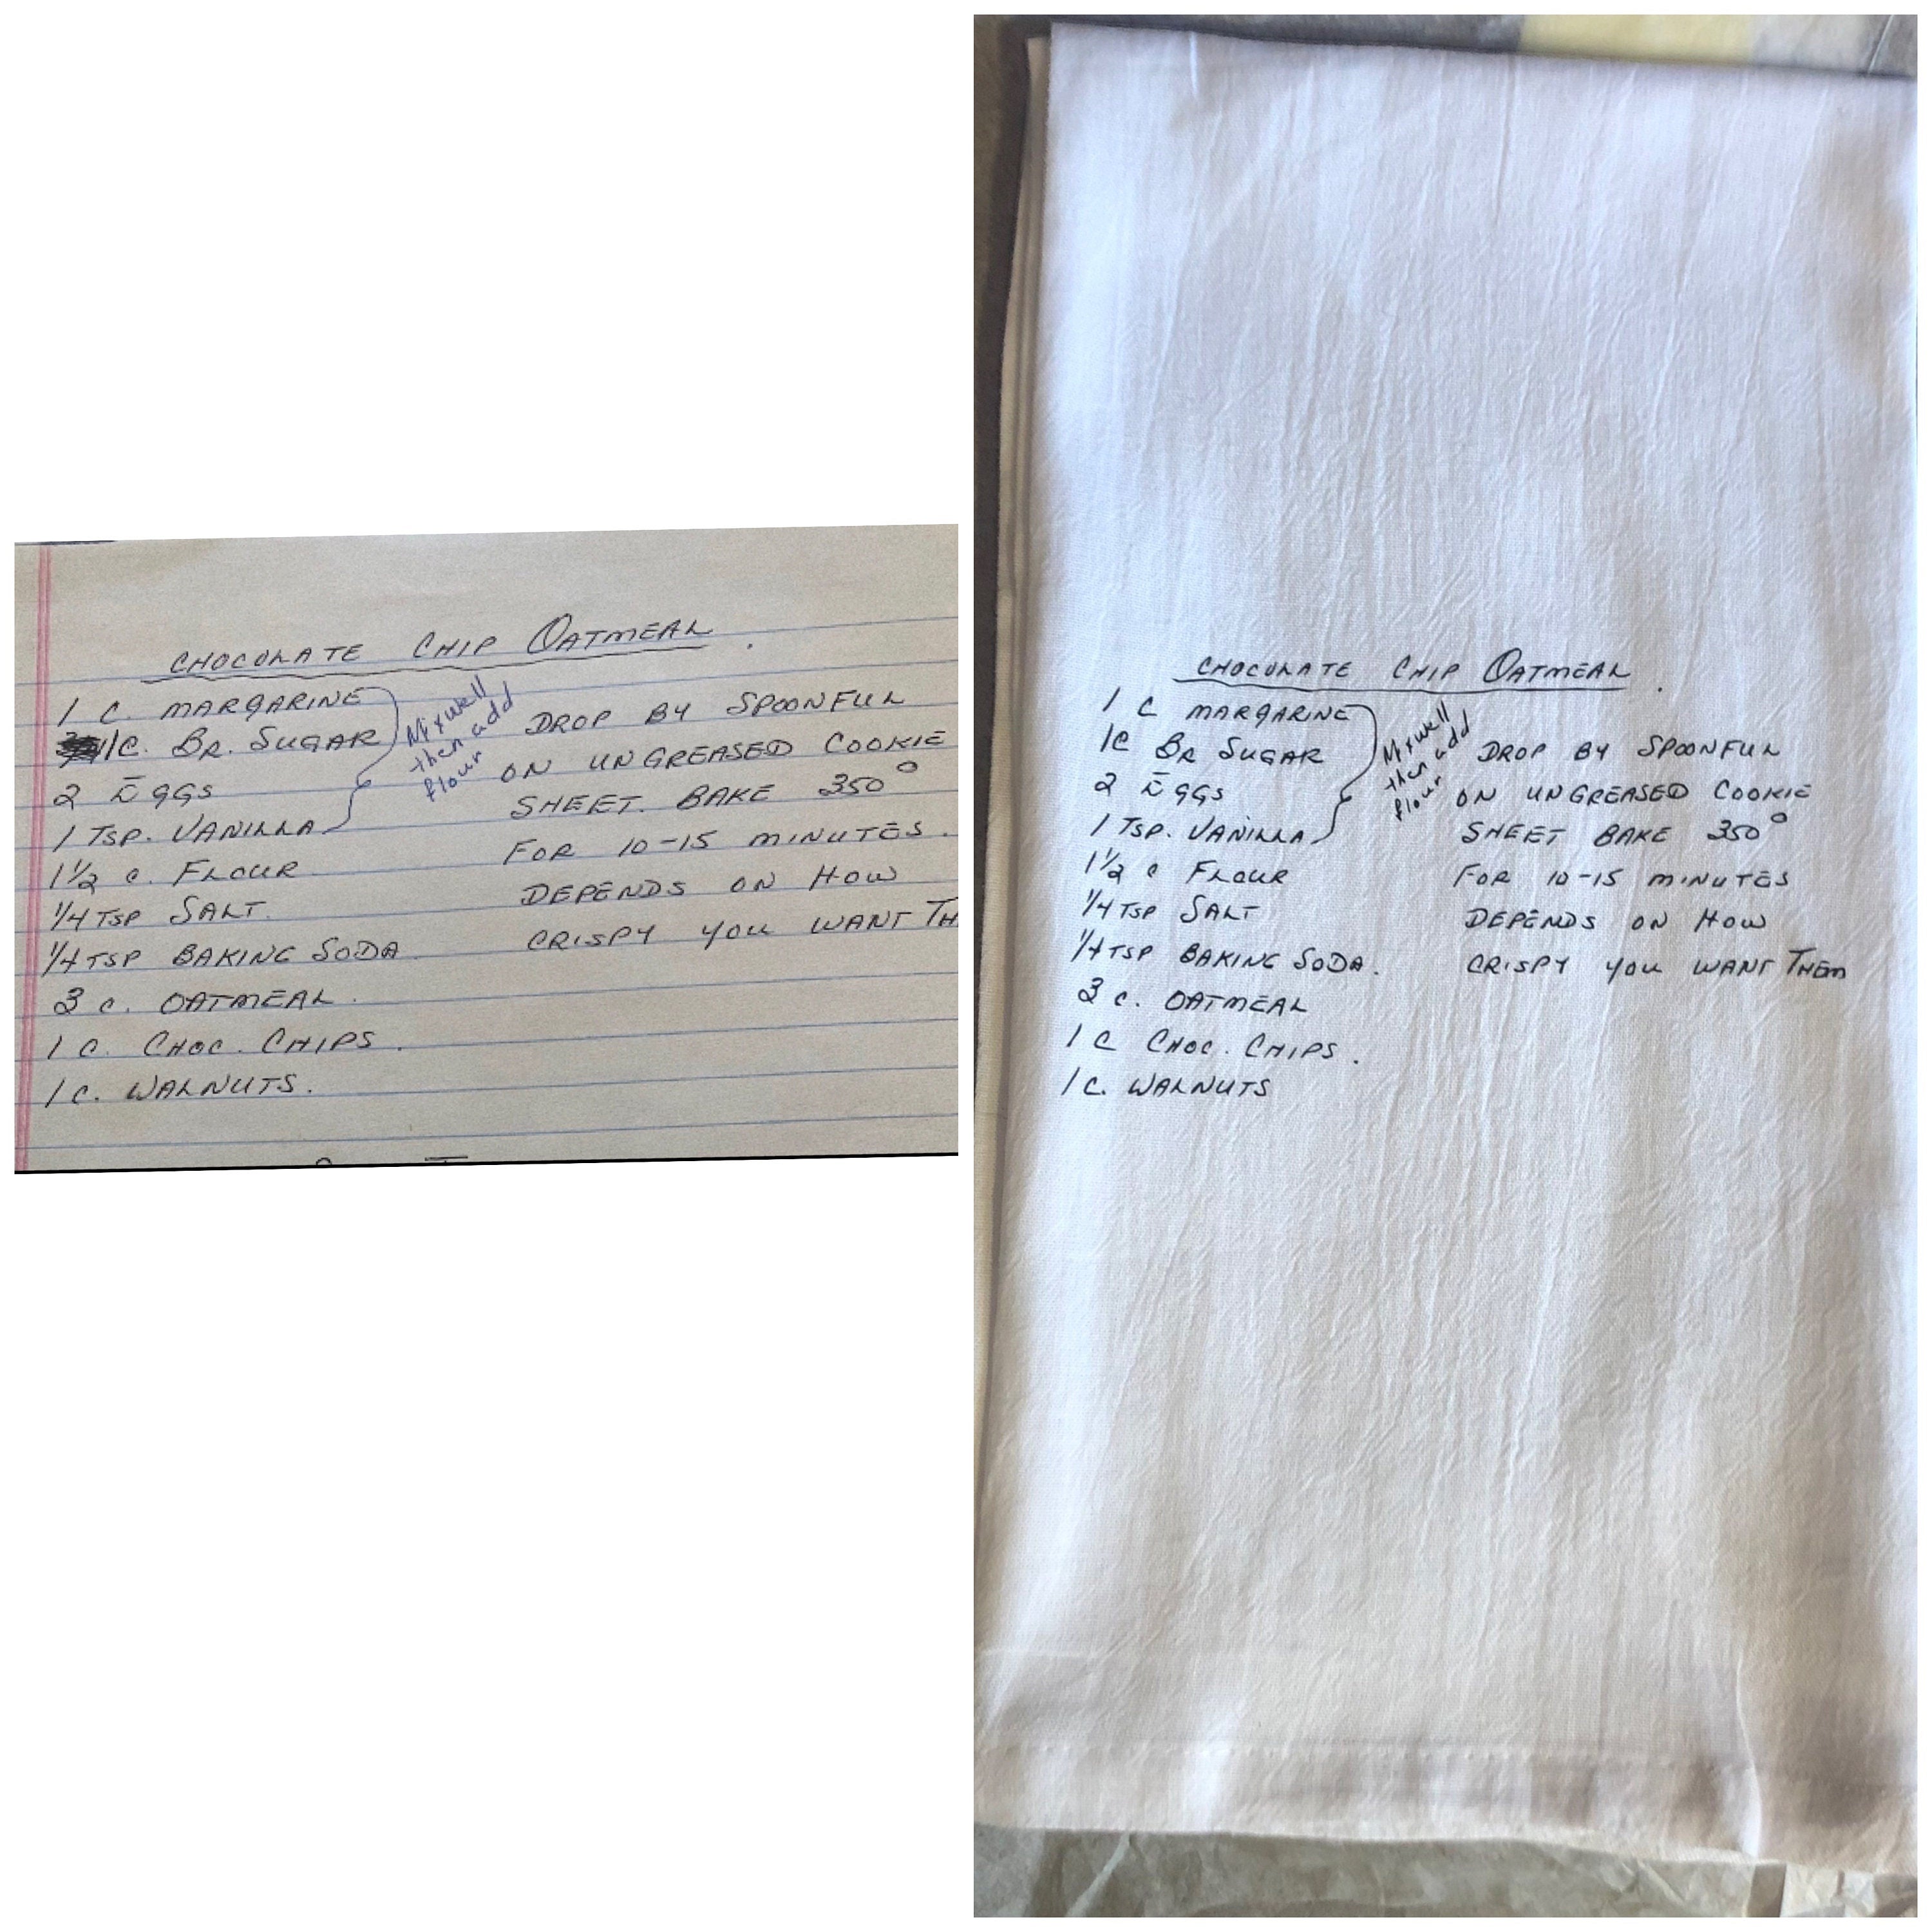 CHOCOLATE CHIP OATMEAL.
1 C. MARGARINE
1C. BR. SUGAR
2 EGGS
1 TSP. VANILLA
Mix well
then add
flour
1 1/2 C. FLOUR
1/4 TSP SALT.
1/4 TSP BAKING SODA
3 C. OATMEAL.
1 C. CHOC. CHIPS.
1 C. WALNUTS.
DROP BY SPOONFUL
ON UNGREASED COOKIE
SHEET. BAKE 350°
FOR 10-15 MINUTES.
DEPENDS ON HOW
CRISPY YOU WANT TH
CHOCOLATE CHIP OATMEAL.
1 C MARGARINE
1C BR SUGAR
2 EGGS
1 TSP. VANILLA
Mix well
then add
flour
1 1/2 C FLOUR
1/4 TSP SALT
1/4 TSP BAKING SODA.
3 C. OATMEAL
1 C CHOC. CHIPS.
1 C. WALNUTS
DROP BY SPOONFUL
ON UNGREASED COOKIE
SHEET BAKE 350°
FOR 10-15 MINUTES
DEPENDS ON HOW
CRISPY YOU WANT THEM